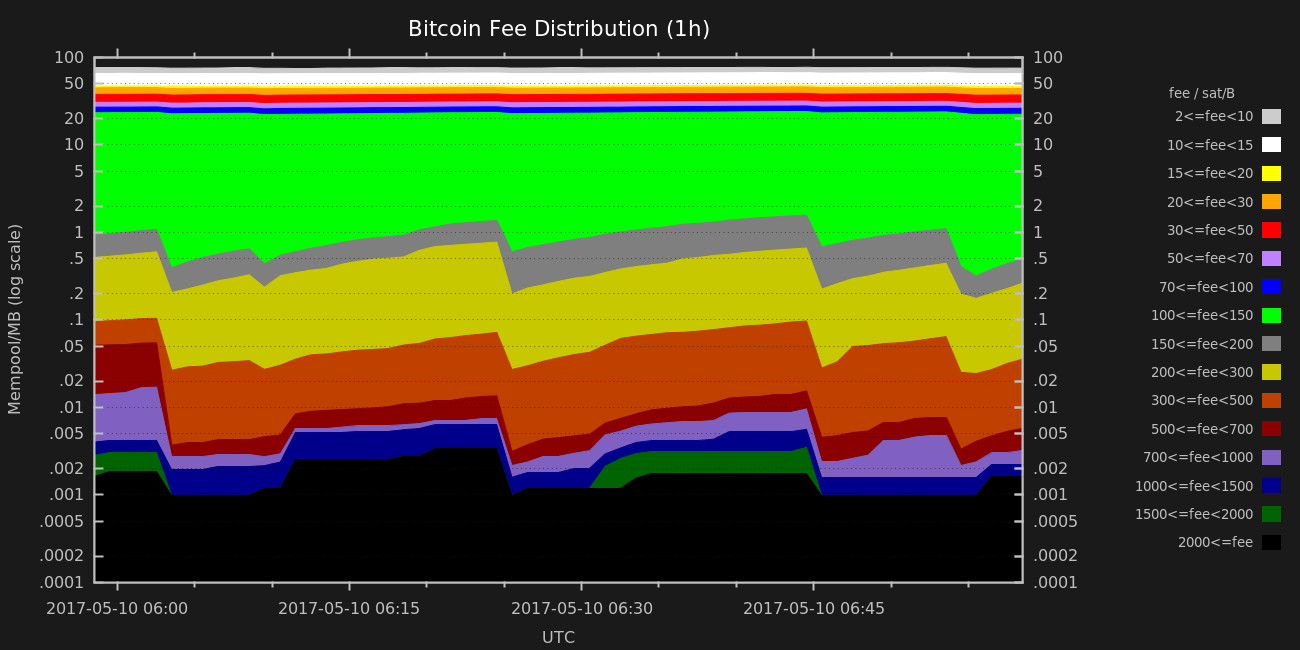 Bitcoin Fee Distribution (1h)
Mempool/MB (log scale)
100
50
20
10
5
2
1
.5
.2
.1
.05
.02
.01
.005
.002
.001
.0005
.0002
.0001
100
50
20
10
5
2
1
.5
.2
.1
.05
.02
.01
.005
.002
.001
.0005
.0002
.0001
2017-05-10 06:00 2017-05-10 06:15 2017-05-10 06:30 2017-05-10 06:45
UTC
fee / sat/B
2<=fee<10
10<=fee<15
15<=fee<20
20<=fee<30
30<=fee<50
50<=fee<70
70<=fee<100
100<=fee<150
150<=fee<200
200<=fee<300
300<=fee<500
500<=fee<700
700<=fee<1000
1000<=fee<1500
1500<=fee<2000
2000<=fee